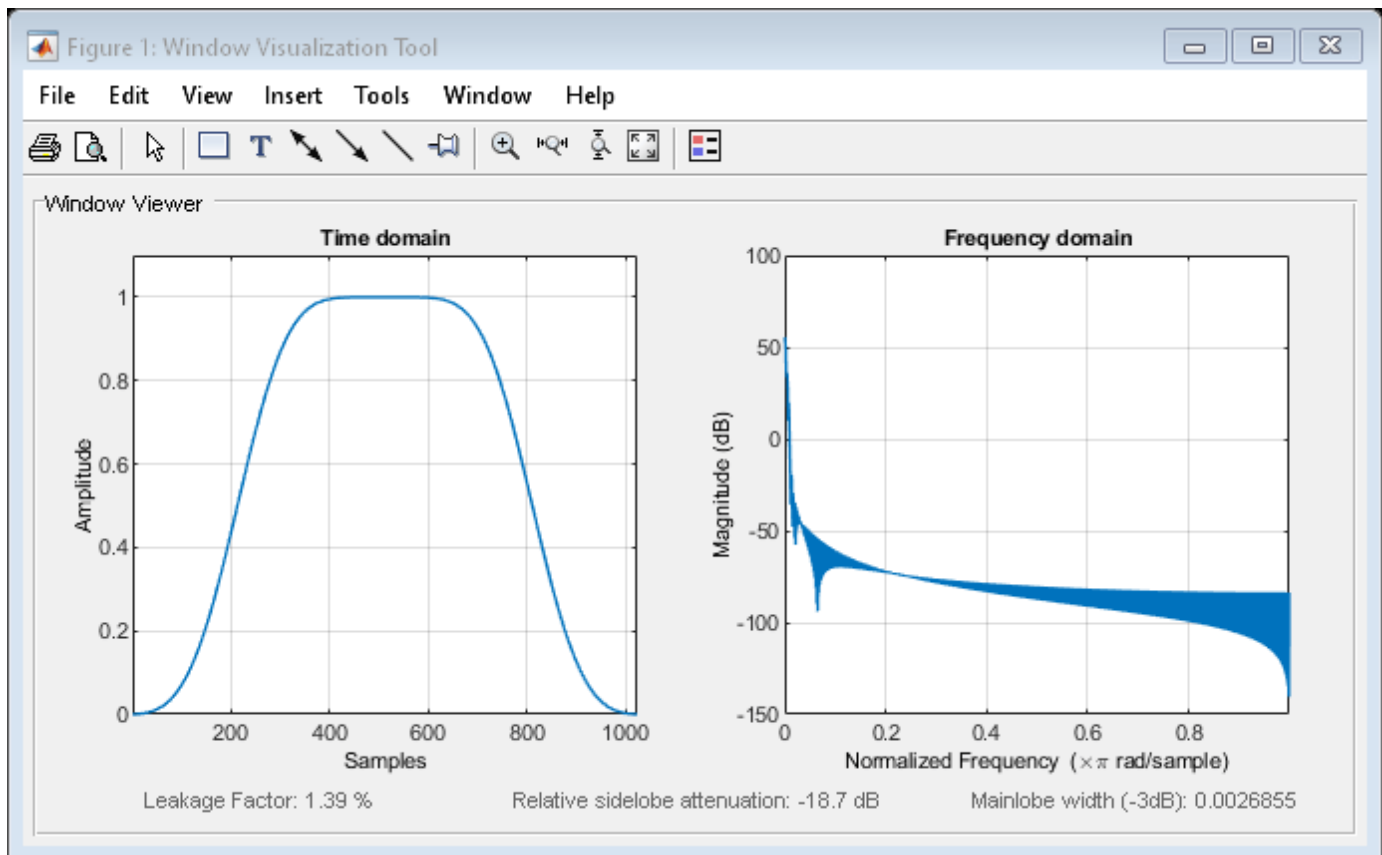 Figure 1: Window Visualization Tool
File Edit View Insert Tools Window Help
T
Window Viewer
Time domain
1
0.8
0.6
0.4
0.2
0
Amplitude
200 400 600 800 1000
Samples
Frequency domain
100
50
0
-50
-100
-150
Magnitude (dB)
0 0.2 0.4 0.6 0.8
Normalized Frequency (×π rad/sample)
Leakage Factor: 1.39 % Relative sidelobe attenuation: -18.7 dB Mainlobe width (-3dB): 0.0026855